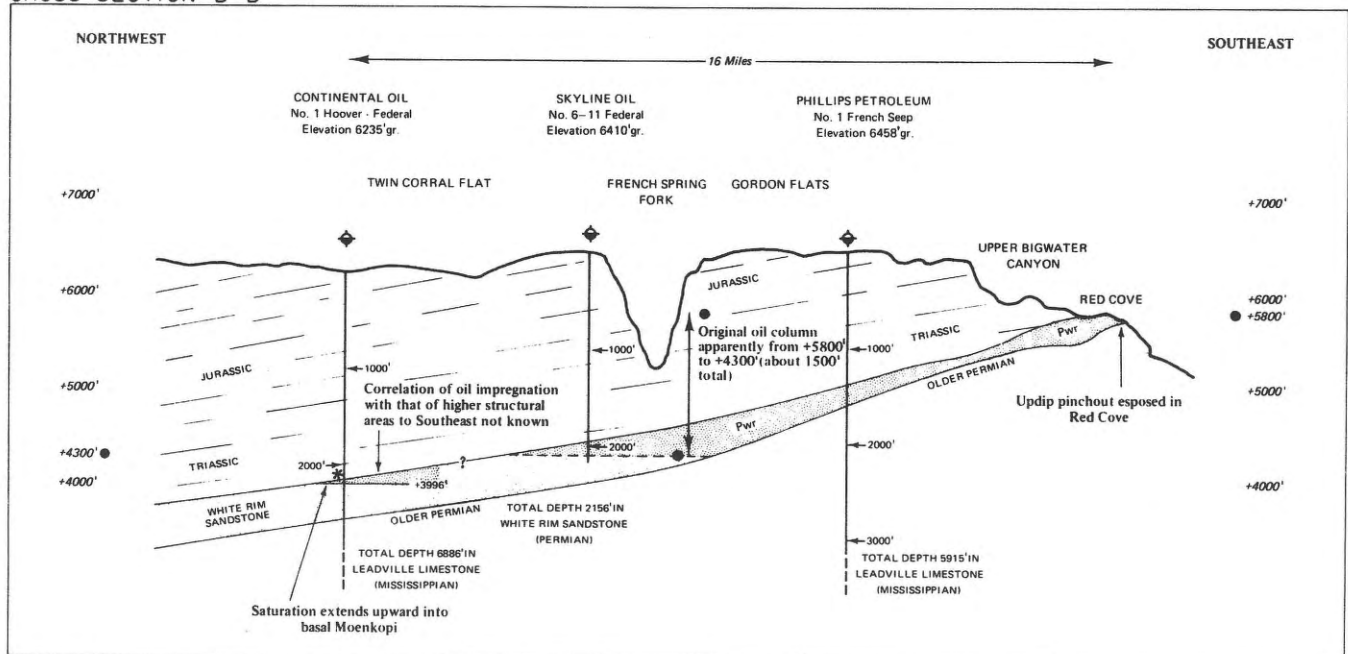 NORTHWEST
SOUTHEAST
16 Miles
CONTINENTAL OIL
No. 1 Hoover - Federal
Elevation 6235'gr.
SKYLINE OIL
No. 6-11 Federal
Elevation 6410'gr.
PHILLIPS PETROLEUM
No. 1 French Seep
Elevation 6458'gr.
TWIN CORRAL FLAT
FRENCH SPRING
FORK
GORDON FLATS
+7000'
+7000'
UPPER BIGWATER
CANYON
RED COVE
+6000'
+6000'
+5800'
JURASSIC
JURASSIC
Original oil column
apparently from +5800'
to +4300'(about 1500'
total)
TRIASSIC
Pwr
1000'
1000'
1000'
OLDER PERMIAN
+5000'
+5000'
Correlation of oil impregnation
with that of higher structural
areas to Southeast not known
Updip pinchout esposed in
Red Cove
Pwr
2000'
2000'
+4300'
TRIASSIC
2000'
?
+4000'
+4000'
*
+3996'
WHITE RIM
SANDSTONE
OLDER PERMIAN
TOTAL DEPTH 2156'IN
WHITE RIM SANDSTONE
(PERMIAN)
3000'
TOTAL DEPTH 6886'IN
LEADVILLE LIMESTONE
(MISSISSIPPIAN)
TOTAL DEPTH 5915'IN
LEADVILLE LIMESTONE
(MISSISSIPPIAN)
Saturation extends upward into
basal Moenkopi